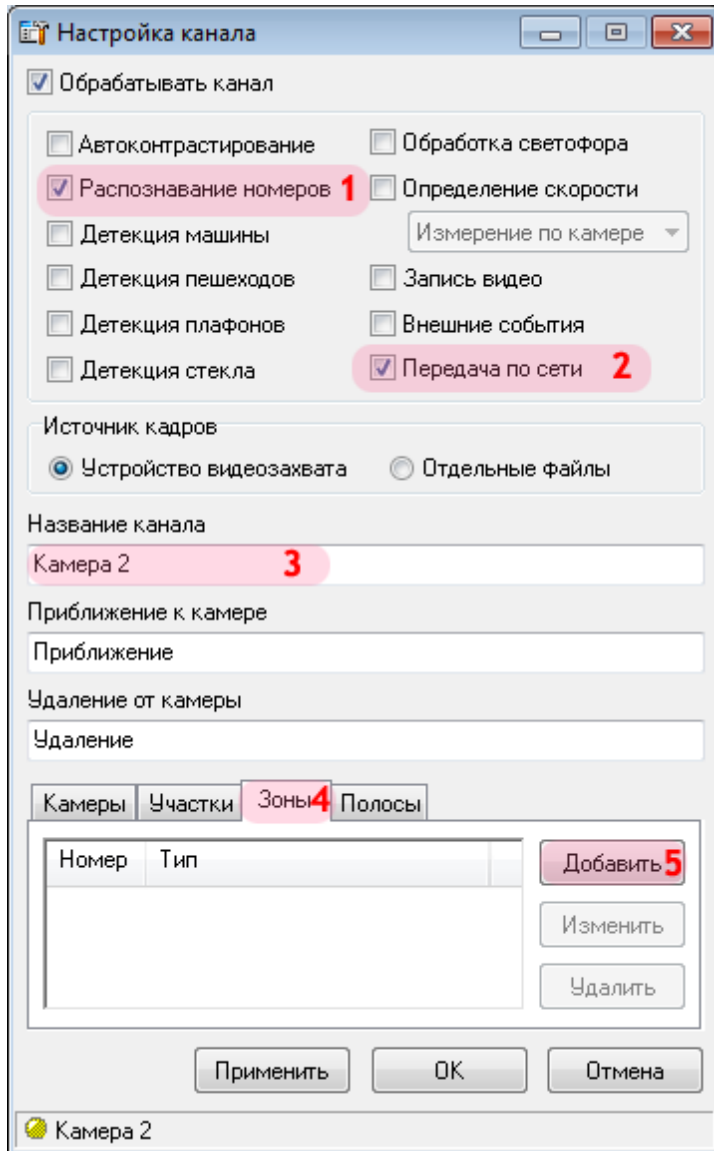 Настройка канала
Обрабатывать канал
Автоконтрастирование
Обработка светофора
Распознавание номеров 1
Определение скорости
Детекция машины
Измерение по камере
Детекция пешеходов
Запись видео
Детекция плафонов
Внешние события
Детекция стекла
Передача по сети 2
Источник кадров
Устройство видеозахвата
Отдельные файлы
Название канала
Камера 2 3
Приближение к камере
Приближение
Удаление от камеры
Удаление
Камеры Участки Зоны 4 Полосы
Номер Тип
Добавить 5
Изменить
Удалить
Применить OK Отмена
Камера 2